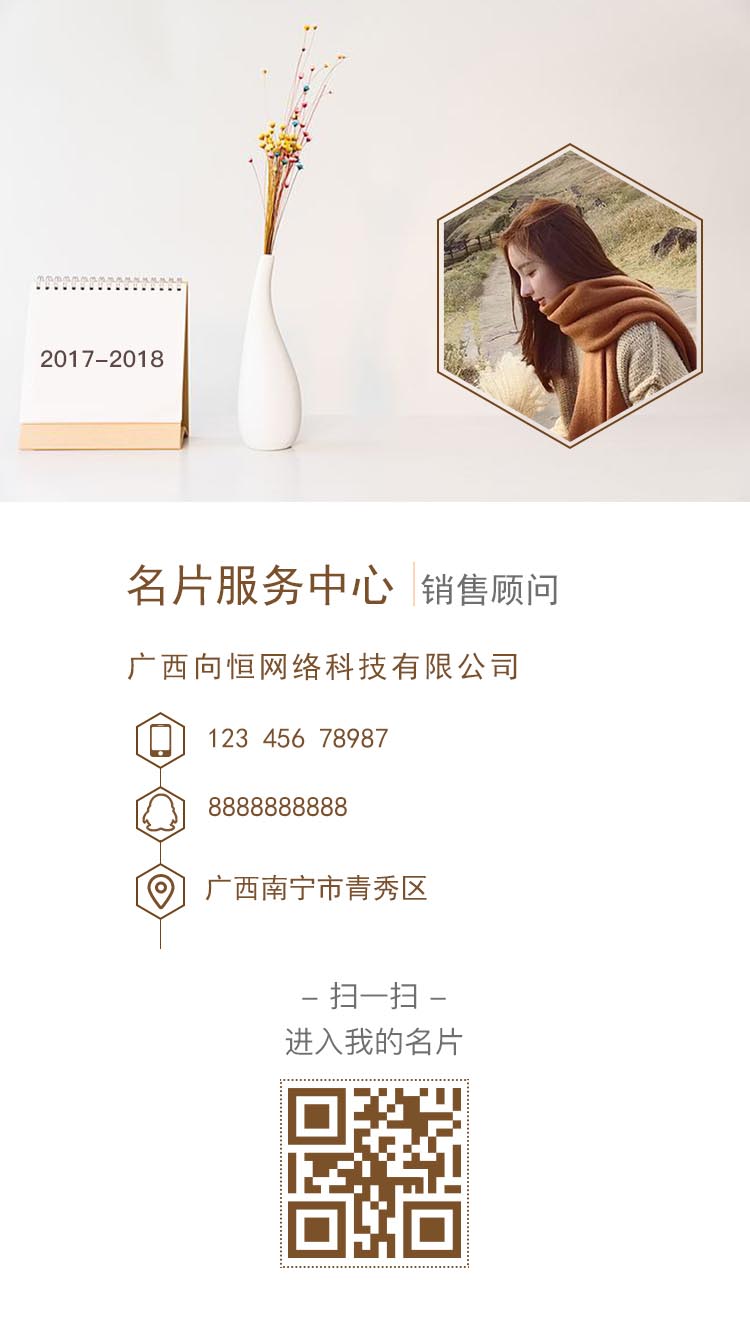 2017-2018
名片服务中心 销售顾问
广西向恒网络科技有限公司
123 456 78987
8888888888
广西南宁市青秀区
– 扫一扫 –
进入我的名片